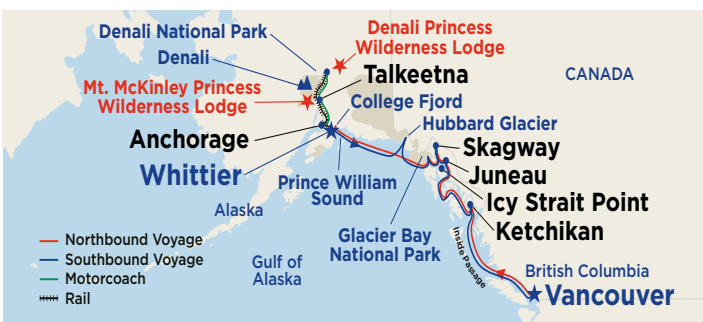 Denali National Park
Denali Princess
Wilderness Lodge
Denali
Talkeetna
CANADA
Mt. McKinley Princess
Wilderness Lodge
College Fjord
Hubbard Glacier
Anchorage
Skagway
Whittier
Juneau
Prince William
Sound
Icy Strait Point
Alaska
Ketchikan
Glacier Bay
National Park
Northbound Voyage
Southbound Voyage
Motorcoach
Rail
Gulf of
Alaska
Inside Passage
British Columbia
Vancouver